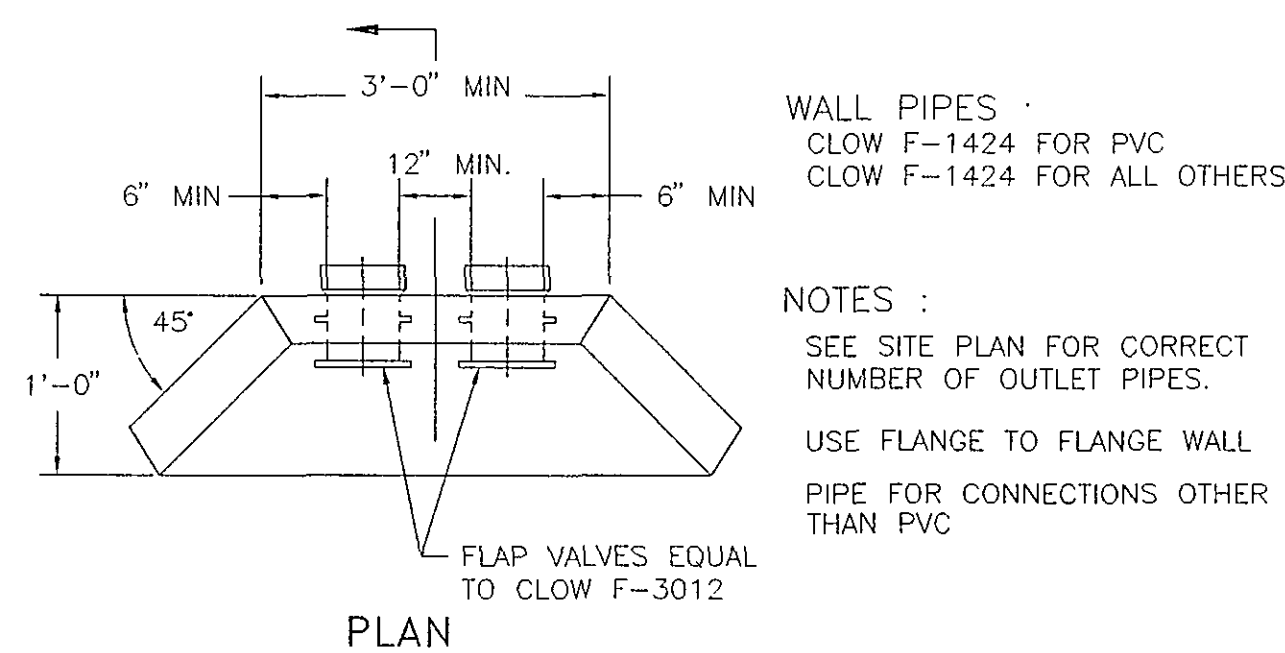 3'-0" MIN
12" MIN.
6" MIN
6" MIN
45°
1'-0"
FLAP VALVES EQUAL
TO CLOW F-3012
PLAN
WALL PIPES
CLOW F-1424 FOR PVC
CLOW F-1424 FOR ALL OTHERS
NOTES :
SEE SITE PLAN FOR CORRECT
NUMBER OF OUTLET PIPES.
USE FLANGE TO FLANGE WALL
PIPE FOR CONNECTIONS OTHER
THAN PVC